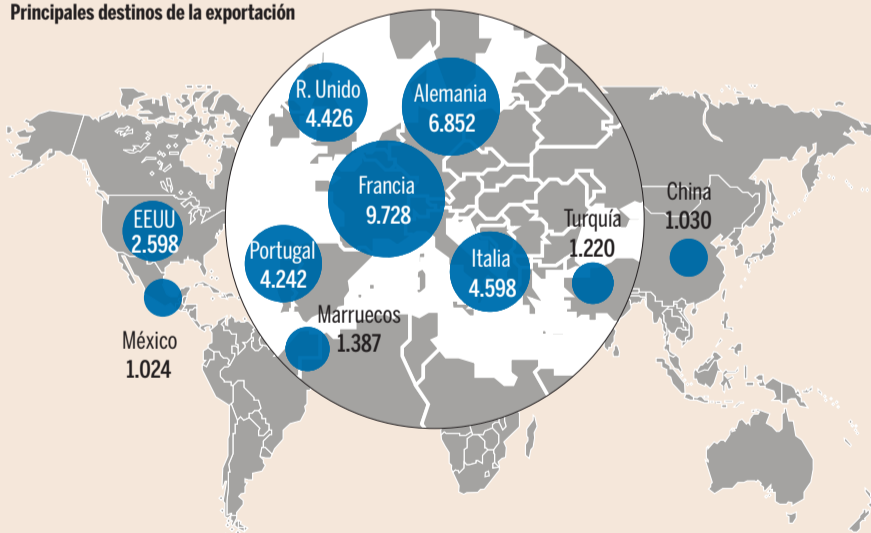 Principales destinos de la exportación
R. Unido
4.426
Alemania
6.852
Francia
9.728
China
1.030
EEUU
2.598
Turquía
1.220
Portugal
4.242
Italia
4.598
Marruecos
1.387
México
1.024